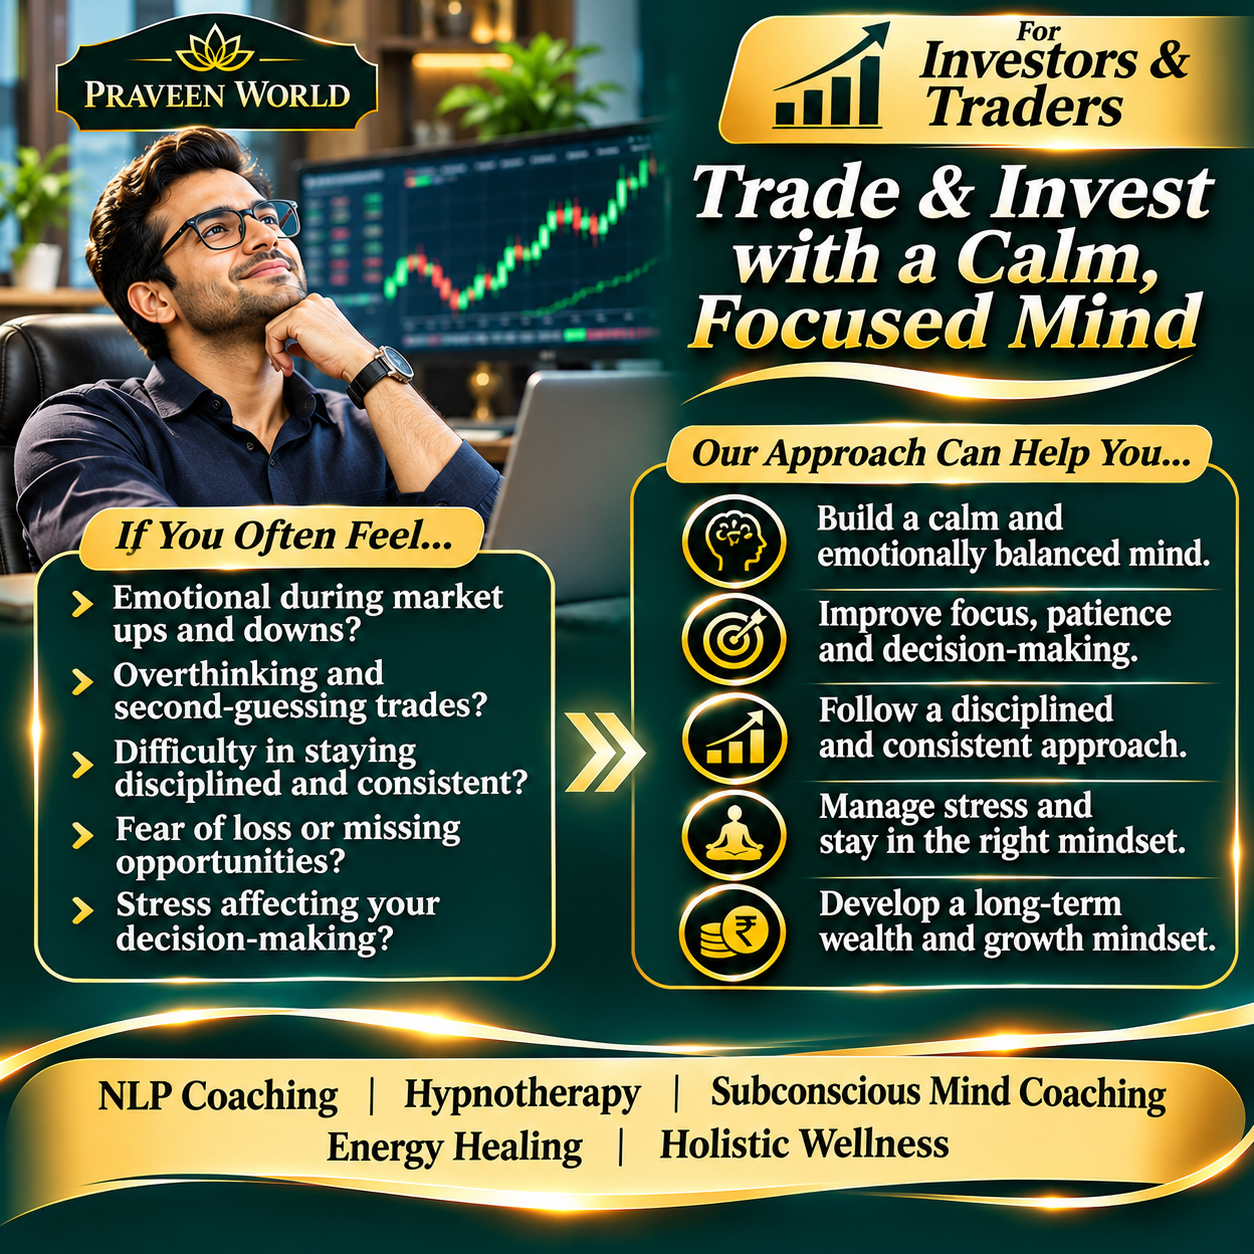 PRAVEEN WORLD
For
Investors &
Traders
Trade & Invest
with a Calm,
Focused Mind
If You Often Feel...
Emotional during market
ups and downs?
Overthinking and
second-guessing trades?
Difficulty in staying
disciplined and consistent?
Fear of loss or missing
opportunities?
Stress affecting your
decision-making?
Our Approach Can Help You...
Build a calm and
emotionally balanced mind.
Improve focus, patience
and decision-making.
Follow a disciplined
and consistent approach.
Manage stress and
stay in the right mindset.
₹
Develop a long-term
wealth and growth mindset.
NLP Coaching | Hypnotherapy | Subconscious Mind Coaching
Energy Healing | Holistic Wellness